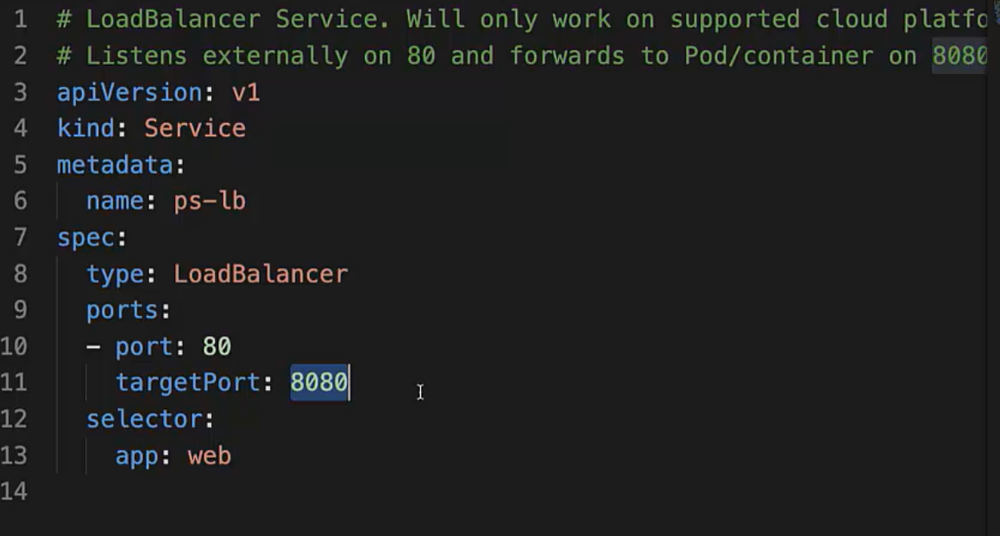 1 # LoadBalancer Service. Will only work on supported cloud
2 # Listens externally on 80 and forwards to Pod/container on 8080
3 apiVersion: v1
4 kind: Service
5 metadata:
6   name: ps-lb
7 spec:
8   type: LoadBalancer
9   ports:
10   - port: 80
11     targetPort: 8080
12   selector:
13     app: web
14